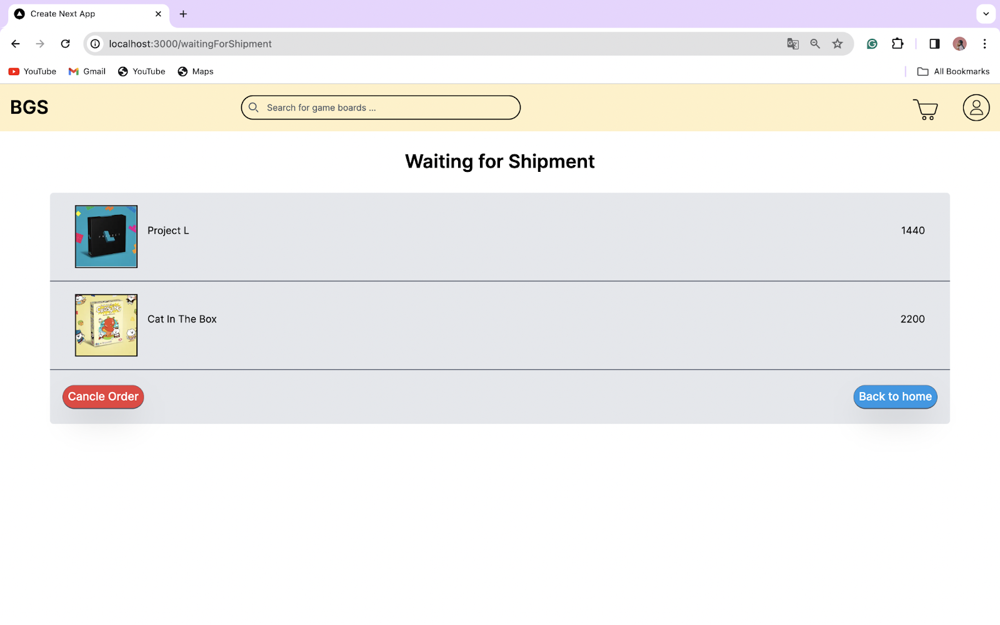 Create Next App
localhost:3000/waitingForShipment
YouTube Gmail YouTube Maps All Bookmarks
BGS Search for game boards ...
Waiting for Shipment
Project L 1440
CROSSING
Cat In The Box 2200
Cancle Order Back to home